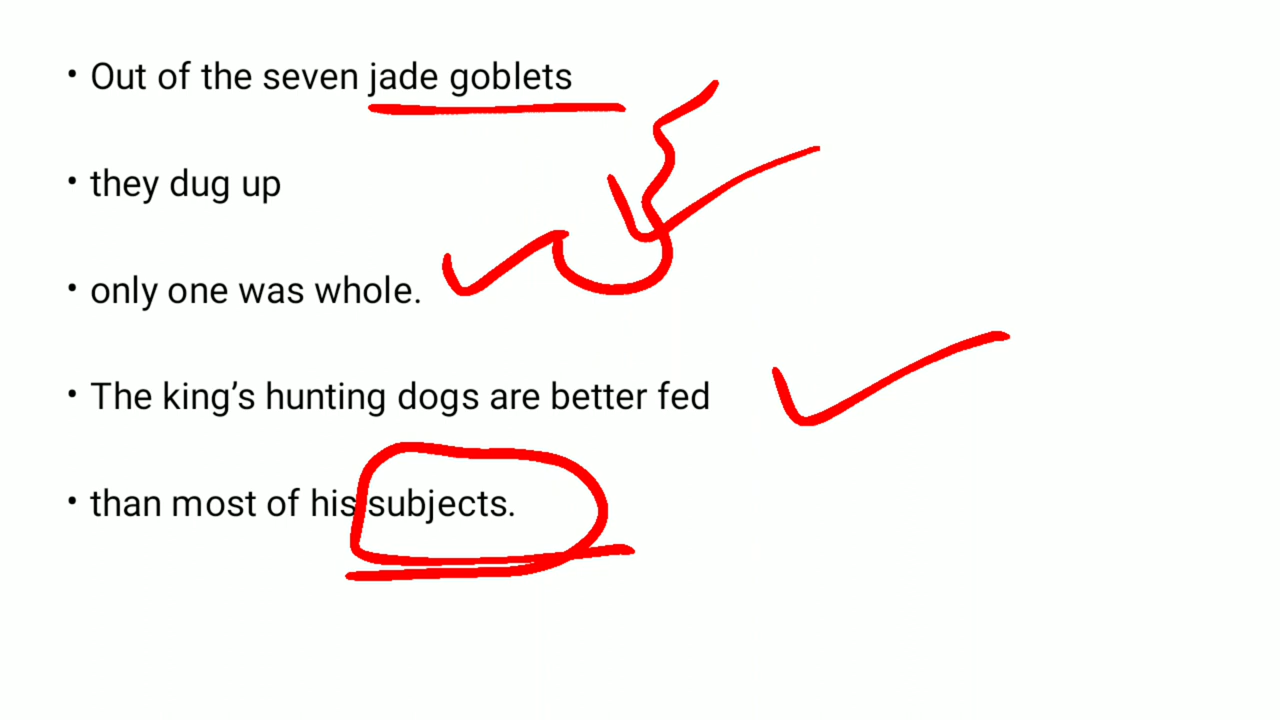 • Out of the seven jade goblets
• they dug up
• only one was whole.
• The king’s hunting dogs are better fed
• than most of his subjects.